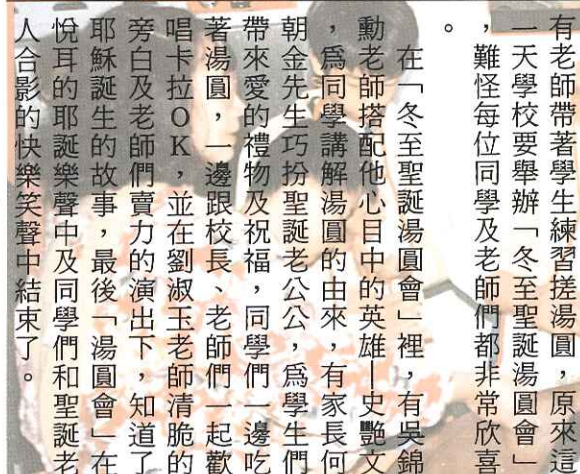 有老師帶著學生練習搓湯圓，原來這
一天學校要舉辦「冬至聖誕湯圓會」
，難怪每位同學及老師們都非常欣喜
。
在「冬至聖誕湯圓會」裡，有吳錦
勳老師搭配他心目中的英雄—史艷文
，爲同學講解湯圓的由來，有家長何
朝金先生巧扮聖誕老公公，爲學生們
帶來愛的禮物及祝福，同學們一邊吃
著湯圓，一邊跟校長、老師們一起歡
唱卡拉OK，並在劉淑玉老師清脆的
旁白及老師們賣力的演出下，知道了
耶穌誕生的故事，最後「湯圓會」在
悅耳的耶誕樂聲中及同學們和聖誕老
人合影的快樂笑聲中結束了。